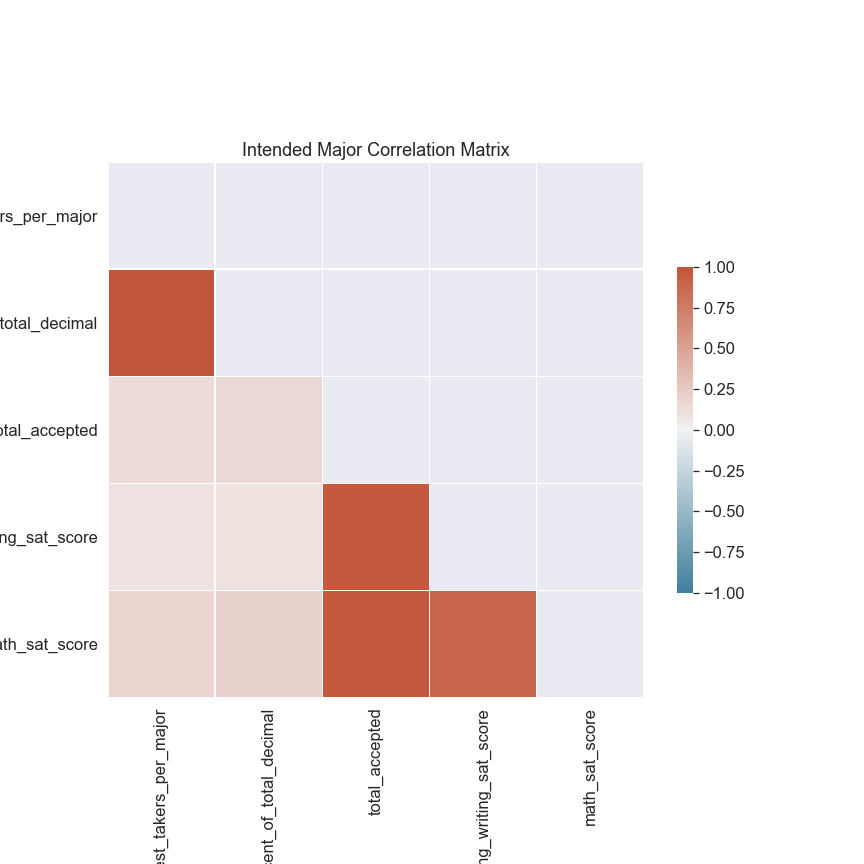 Intended Major Correlation Matrix
rs_per_major
total_decimal
otal_accepted
ng_sat_score
ath_sat_score
est_takers_per_major
cent_of_total_decimal
total_accepted
ng_writing_sat_score
math_sat_score
1.00
0.75
0.50
0.25
0.00
−0.25
−0.50
−0.75
−1.00